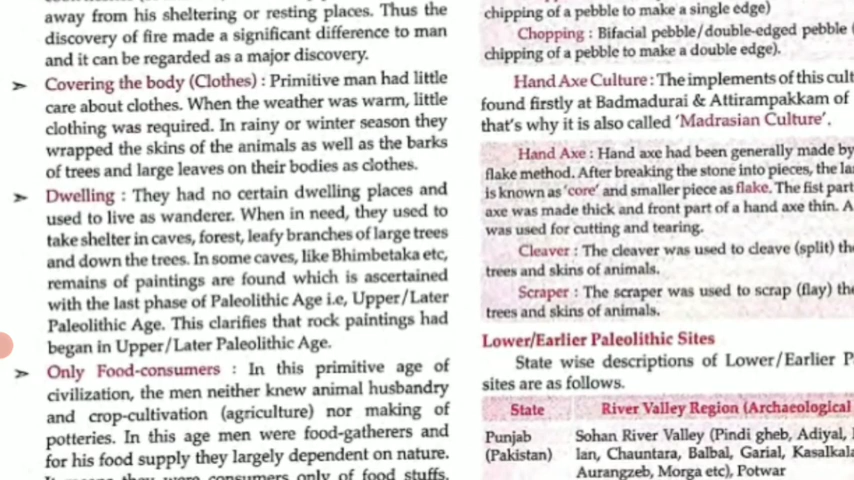 away from his sheltering or resting places. Thus the
discovery of fire made a significant difference to man
and it can be regarded as a major discovery.
➢ Covering the body (Clothes) : Primitive man had little
care about clothes. When the weather was warm, little
clothing was required. In rainy or winter season they
wrapped the skins of the animals as well as the barks
of trees and large leaves on their bodies as clothes.
➢ Dwelling : They had no certain dwelling places and
used to live as wanderer. When in need, they used to
take shelter in caves, forest, leafy branches of large trees
and down the trees. In some caves, like Bhimbetaka etc,
remains of paintings are found which is ascertained
with the last phase of Paleolithic Age i.e, Upper/Later
Paleolithic Age. This clarifies that rock paintings had
began in Upper/Later Paleolithic Age.
➢ Only Food-consumers : In this primitive age of
civilization, the men neither knew animal husbandry
and crop-cultivation (agriculture) nor making of
potteries. In this age men were food-gatherers and
for his food supply they largely dependent on nature.
It means they were consumers only of food stuffs,
chipping of a pebble to make a single edge)
Chopping : Bifacial pebble/double-edged pebble (
chipping of a pebble to make a double edge).
Hand Axe Culture : The implements of this cult
found firstly at Badmadurai & Attirampakkam of
that's why it is also called 'Madrasian Culture'.
Hand Axe : Hand axe had been generally made by
flake method. After breaking the stone into pieces, the la
is known as 'core' and smaller piece as flake. The fist part
axe was made thick and front part of a hand axe thin. A
was used for cutting and tearing.
Cleaver : The cleaver was used to cleave (split) the
trees and skins of animals.
Scraper : The scraper was used to scrap (flay) the
trees and skins of animals.
Lower/Earlier Paleolithic Sites
State wise descriptions of Lower/Earlier P
sites are as follows.
State River Valley Region (Archaeological
Punjab Sohan River Valley (Pindi gheb, Adiyal,
(Pakistan) lan, Chauntara, Balbal, Garial, Kasalkala
Aurangzeb, Morga etc), Potwar